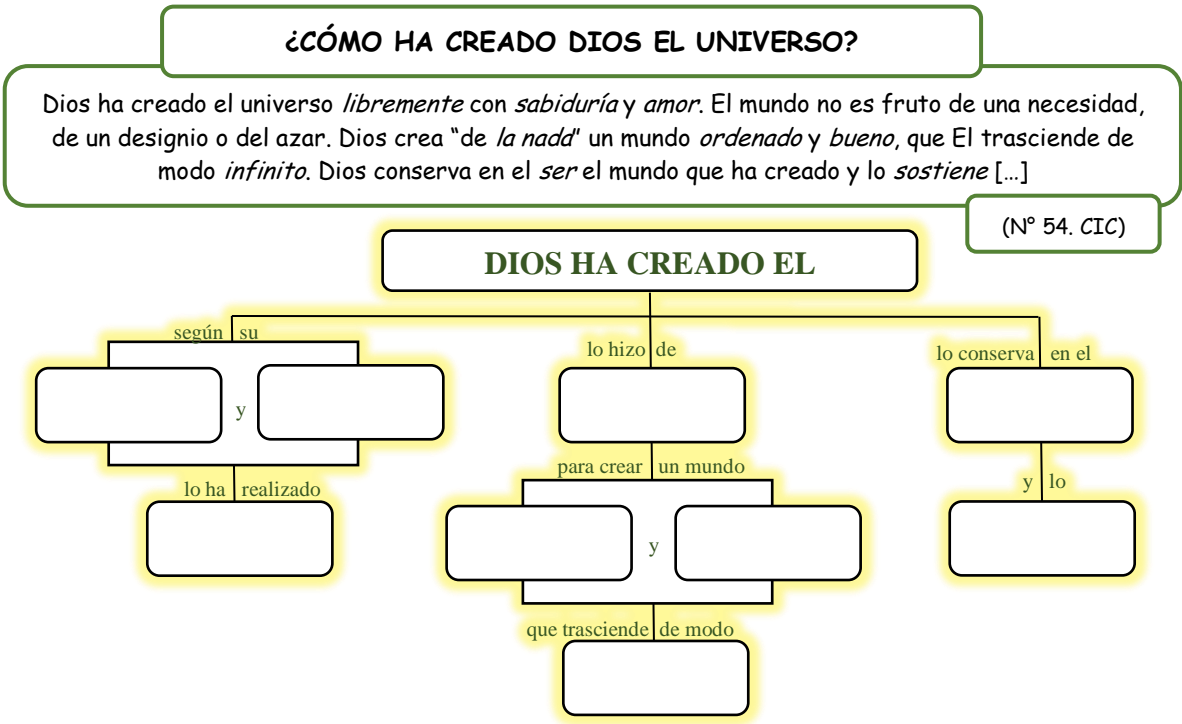 ¿CÓMO HA CREADO DIOS EL UNIVERSO?
Dios ha creado el universo libremente con sabiduría y amor. El mundo no es fruto de una necesidad,
de un designio o del azar. Dios crea "de la nada" un mundo ordenado y bueno, que El trasciende de
modo infinito. Dios conserva en el ser el mundo que ha creado y lo sostiene […]
(N° 54. CIC)
DIOS HA CREADO EL
según su
lo hizo de
lo conserva en el
y
lo ha realizado
para crear un mundo
y lo
y
que trasciende de modo